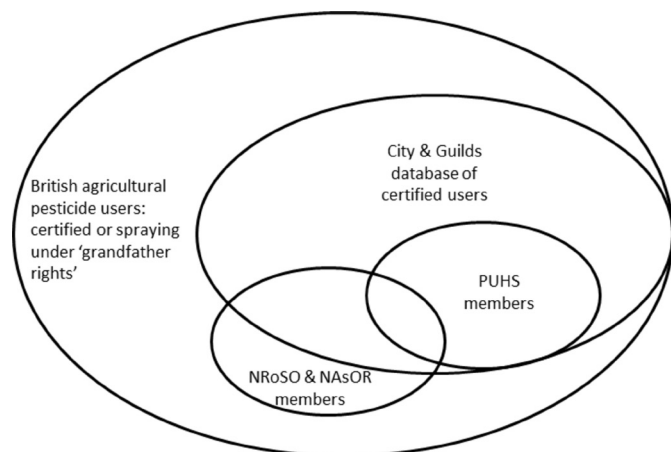 City & Guilds
database of
certified users
British agricultural
pesticide users:
certified or spraying
under ‘grandfather
rights’
PUHS
members
NRoSO & NAsOR
members